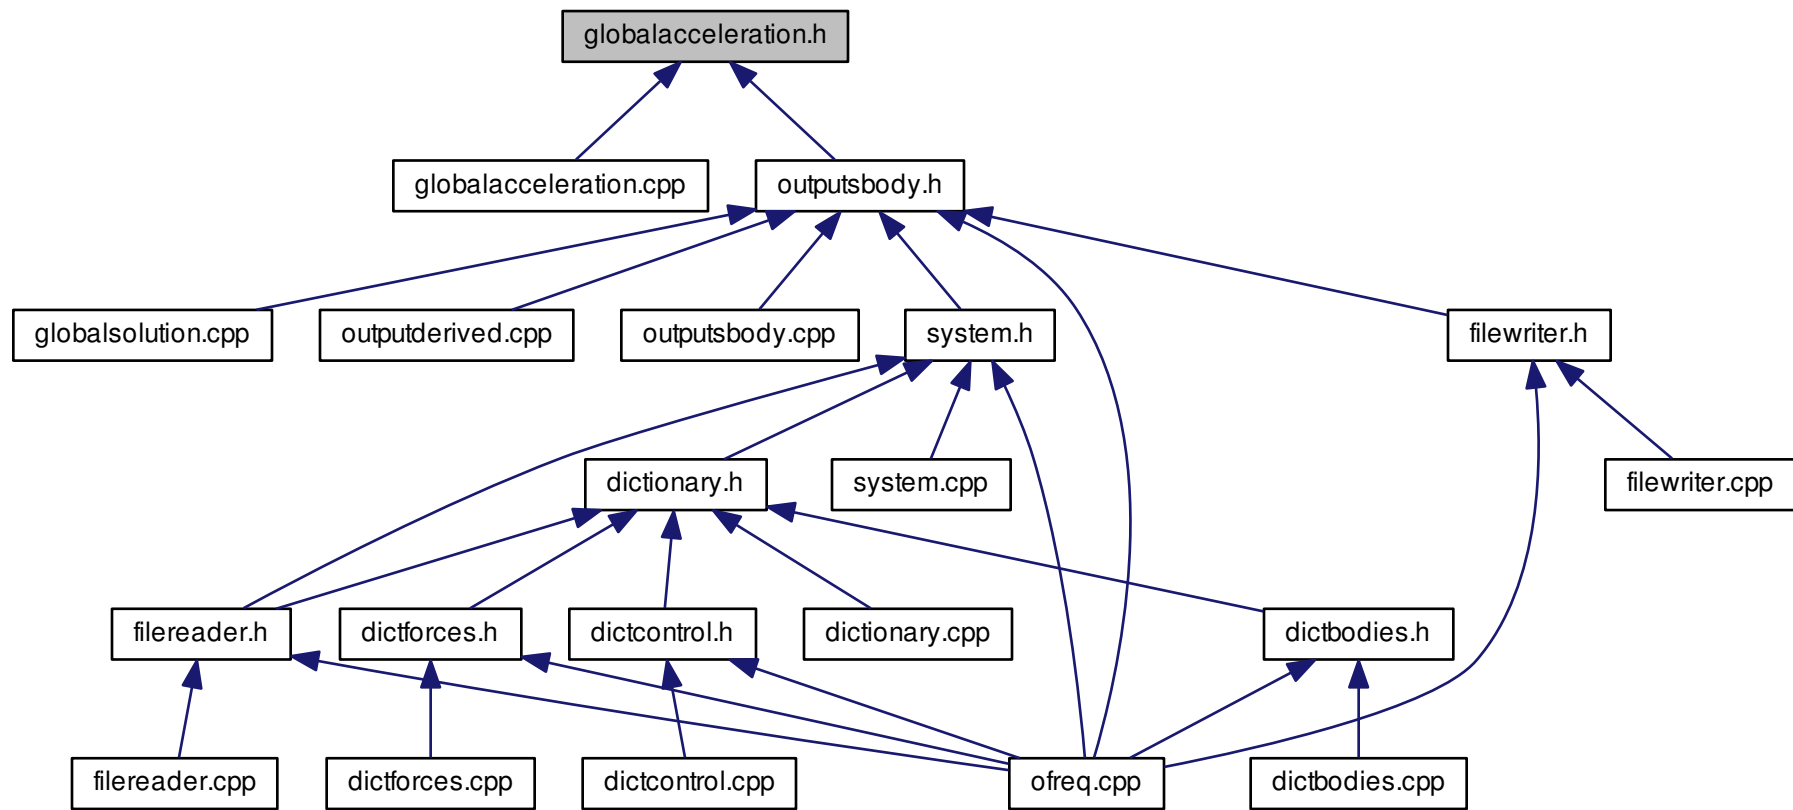 globalacceleration.h
globalacceleration.cpp
outputsbody.h
globalsolution.cpp
outputderived.cpp
outputsbody.cpp
system.h
filewriter.h
dictionary.h
system.cpp
filewriter.cpp
filereader.h
dictforces.h
dictcontrol.h
dictionary.cpp
dictbodies.h
filereader.cpp
dictforces.cpp
dictcontrol.cpp
ofreq.cpp
dictbodies.cpp